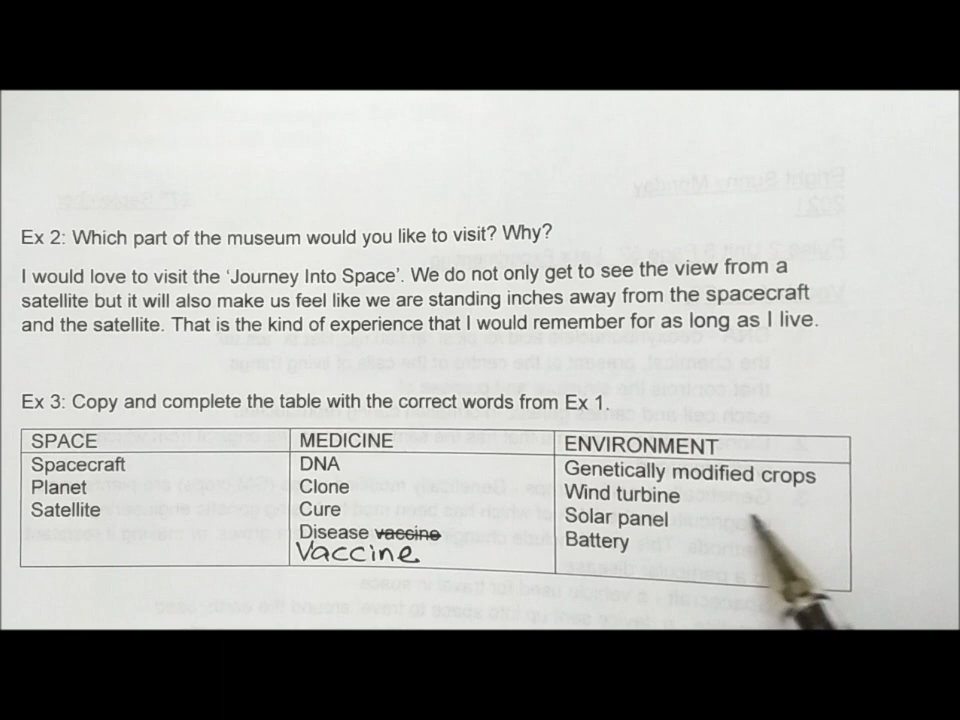 Ex 2: Which part of the museum would you like to visit? Why?
I would love to visit the 'Journey Into Space'. We do not only get to see the view from a
satellite but it will also make us feel like we are standing inches away from the spacecraft
and the satellite. That is the kind of experience that I would remember for as long as I live.
Ex 3: Copy and complete the table with the correct words from Ex 1.
SPACE MEDICINE ENVIRONMENT
Spacecraft DNA Genetically modified crops
Planet Clone Wind turbine
Satellite Cure Solar panel
Disease vaccine Battery
Vaccine